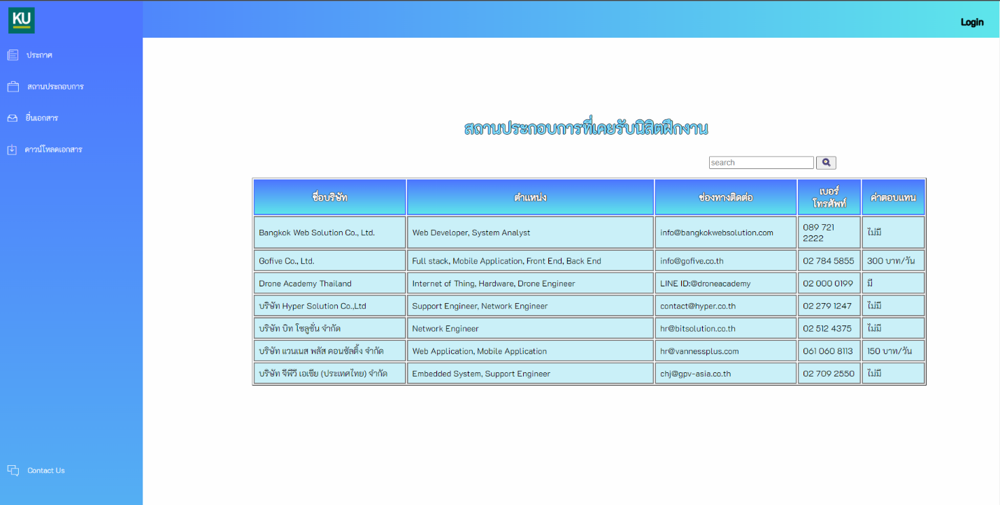 KU
Login
ประกาศ
สถานประกอบการ
ยื่นเอกสาร
ดาวน์โหลดเอกสาร
Contact Us
สถานประกอบการที่เคยรับนิสิตฝึกงาน
search
ชื่อบริษัท ตำแหน่ง ช่องทางติดต่อ เบอร์
โทรศัพท์ ค่าตอบแทน
Bangkok Web Solution Co., Ltd. Web Developer, System Analyst info@bangkokwebsolution.com 089 721
2222 ไม่มี
Gofive Co., Ltd. Full stack, Mobile Application, Front End, Back End info@gofive.co.th 02 784 5855 300 บาท/วัน
Drone Academy Thailand Internet of Thing, Hardware, Drone Engineer LINE ID:@droneacademy 02 000 0199 มี
บริษัท Hyper Solution Co.,Ltd Support Engineer, Network Engineer contact@hyper.co.th 02 279 1247 ไม่มี
บริษัท บิท โซลูชั่น จำกัด Network Engineer hr@bitsolution.co.th 02 512 4375 ไม่มี
บริษัท แวนเนส พลัส คอนซัลติ้ง จำกัด Web Application, Mobile Application hr@vannessplus.com 061 060 8113 150 บาท/วัน
บริษัท จีพีวี เอเชีย (ประเทศไทย) จำกัด Embedded System, Support Engineer chj@gpv-asia.co.th 02 709 2550 ไม่มี